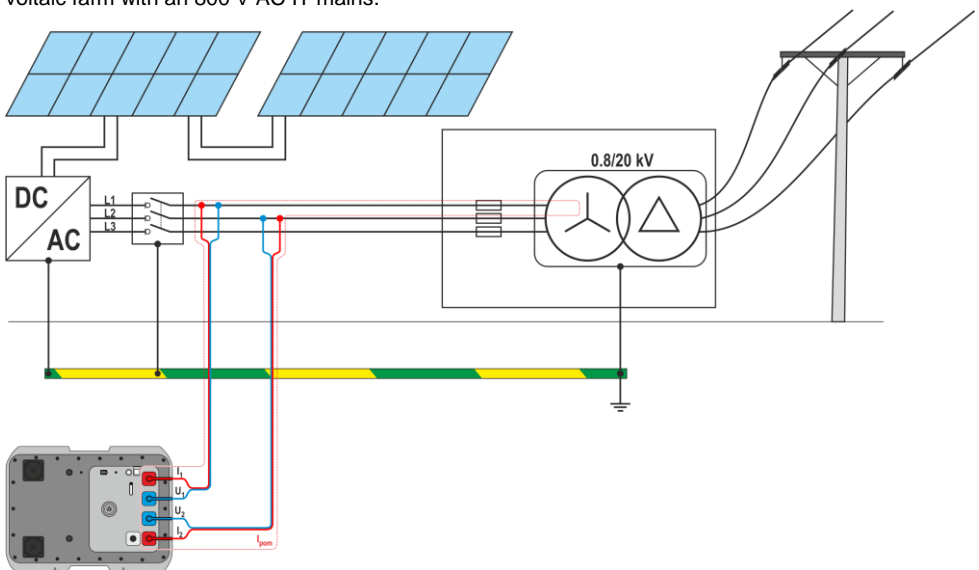 voltaic farm with an 800 V AC IT mains.
0.8/20 kV
DC
AC
L1
L2
L3
I1
U1
U2
I2
Ipom